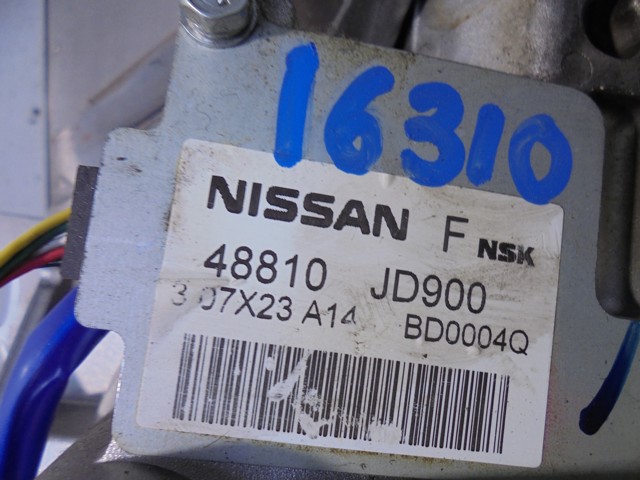 16310
NISSAN F NSK
48810 JD900
3 07X23 A14 BD0004Q